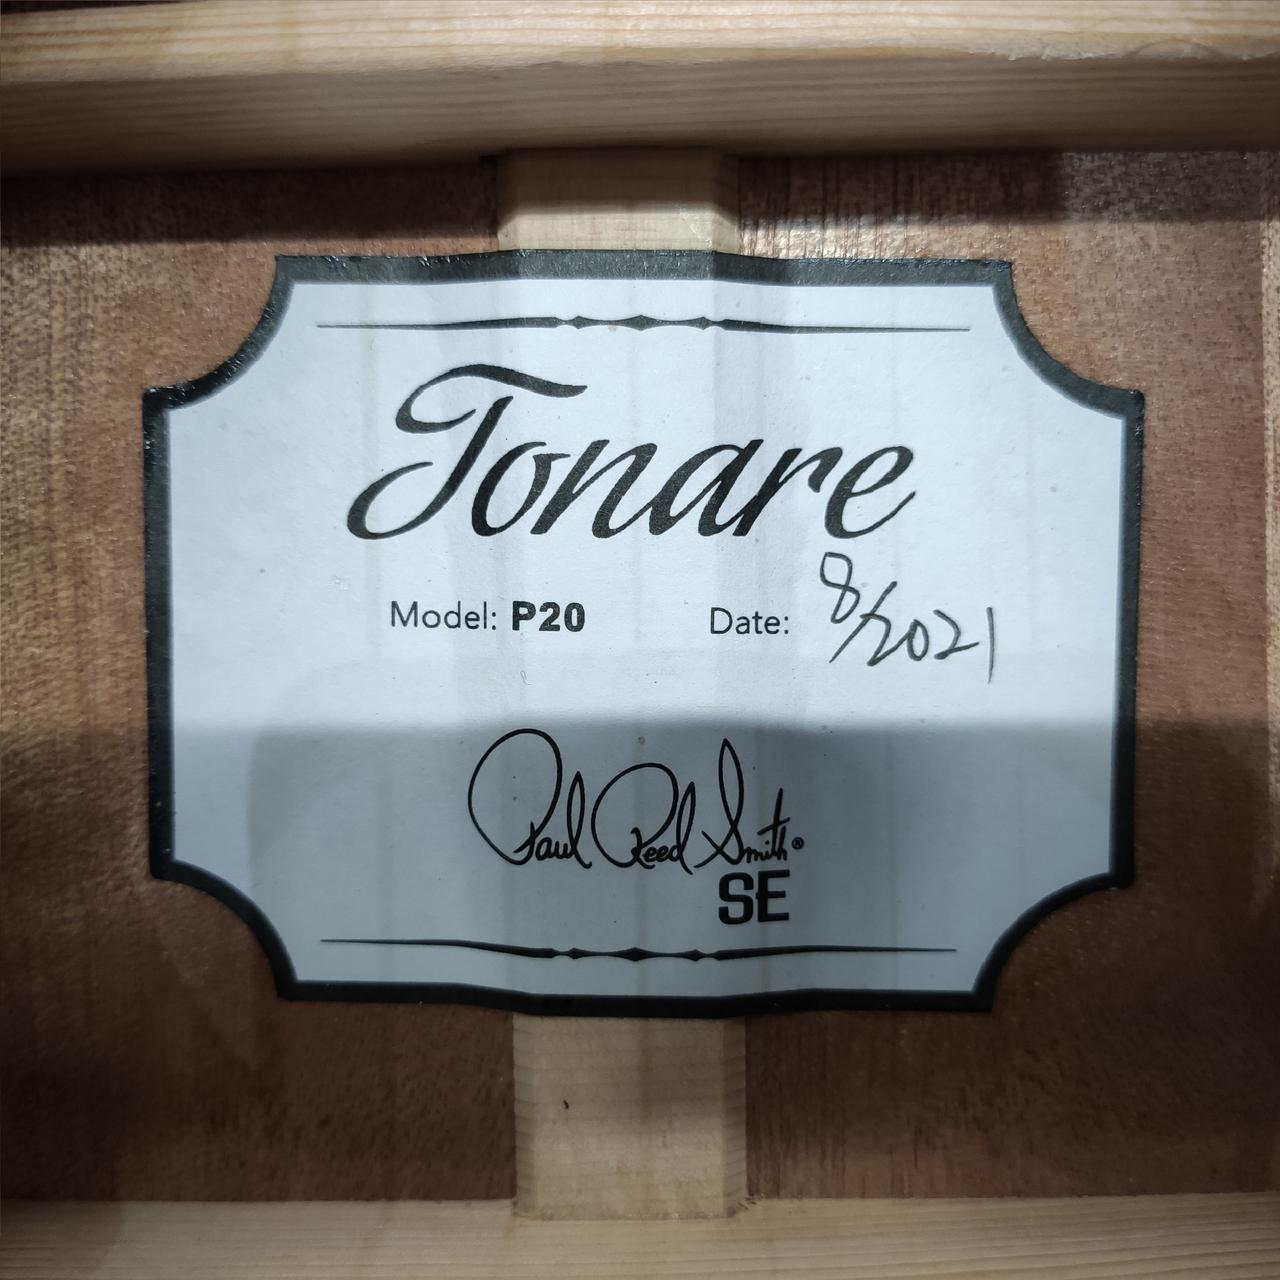 Tonare
Model: P20 Date: 8/2021
Paul Reed Smith®
SE